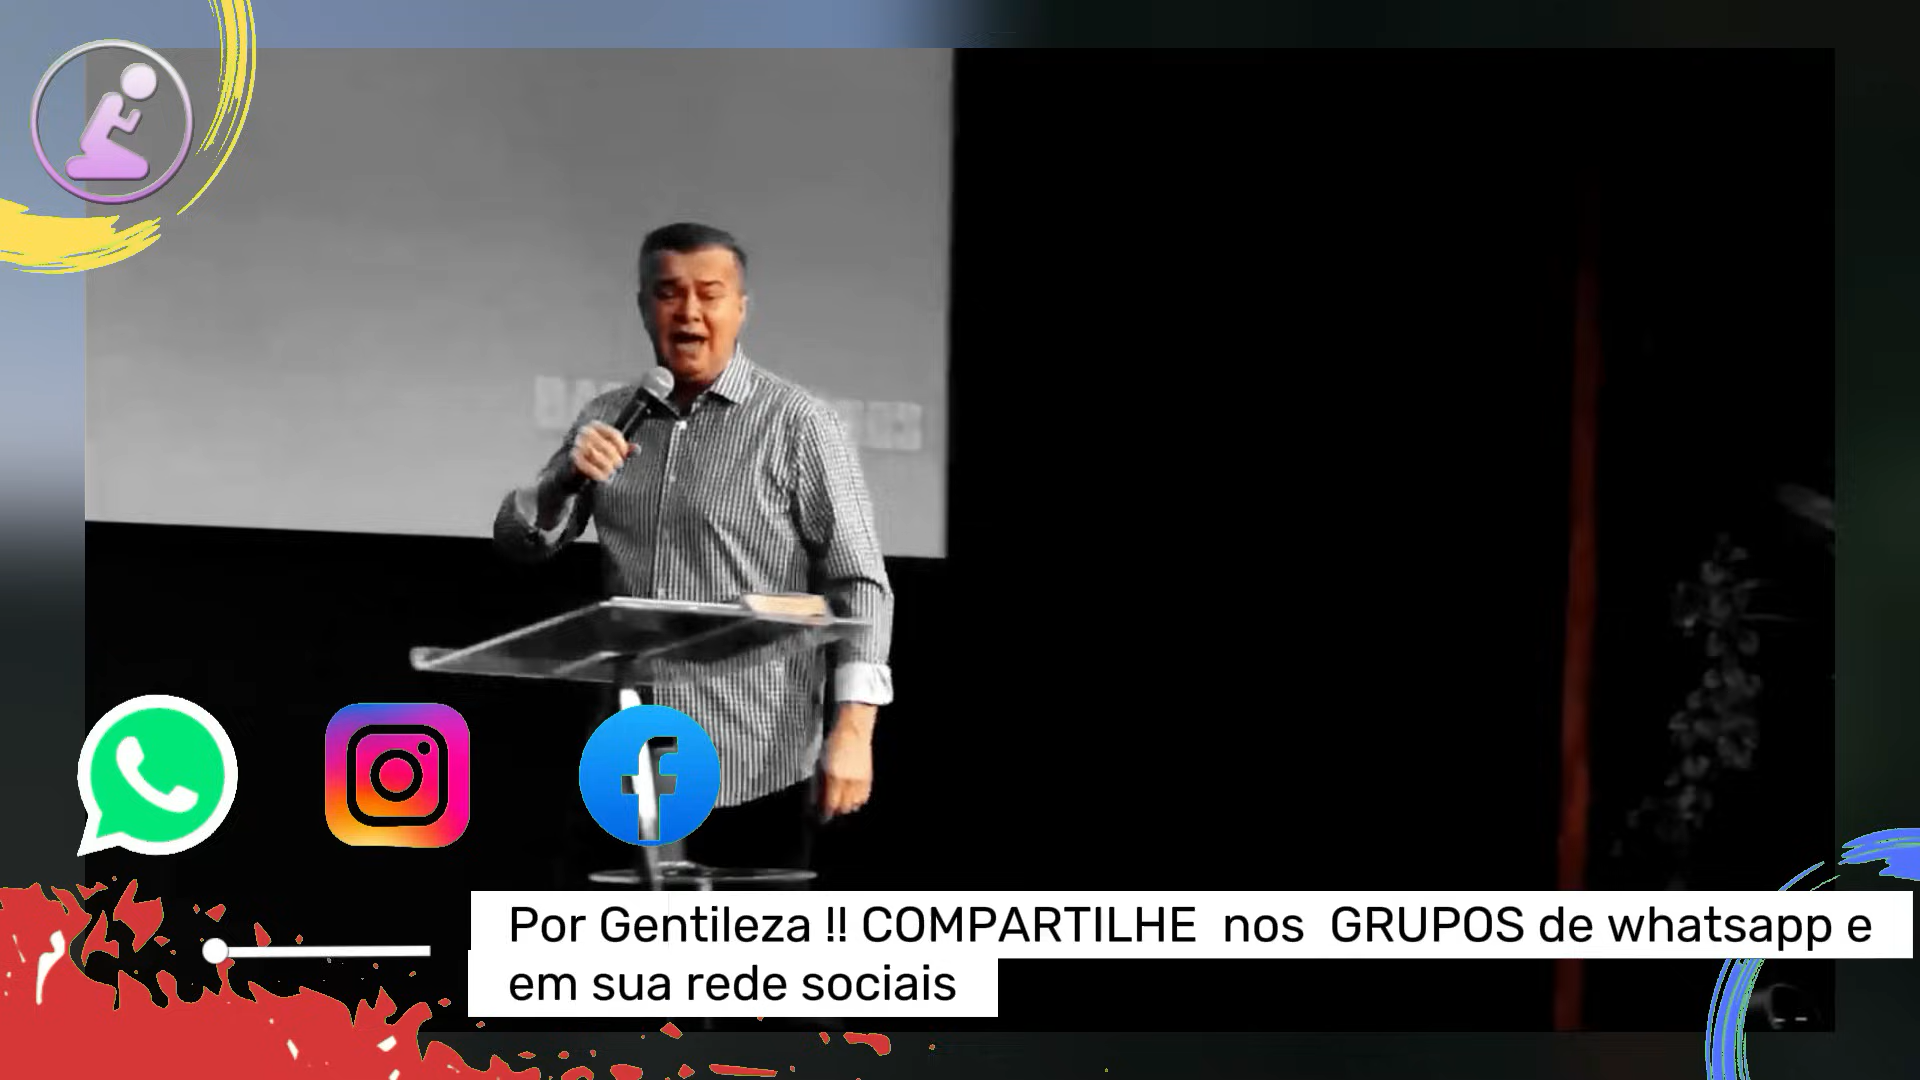 Por Gentileza !! COMPARTILHE nos GRUPOS de whatsapp e
em sua rede sociais